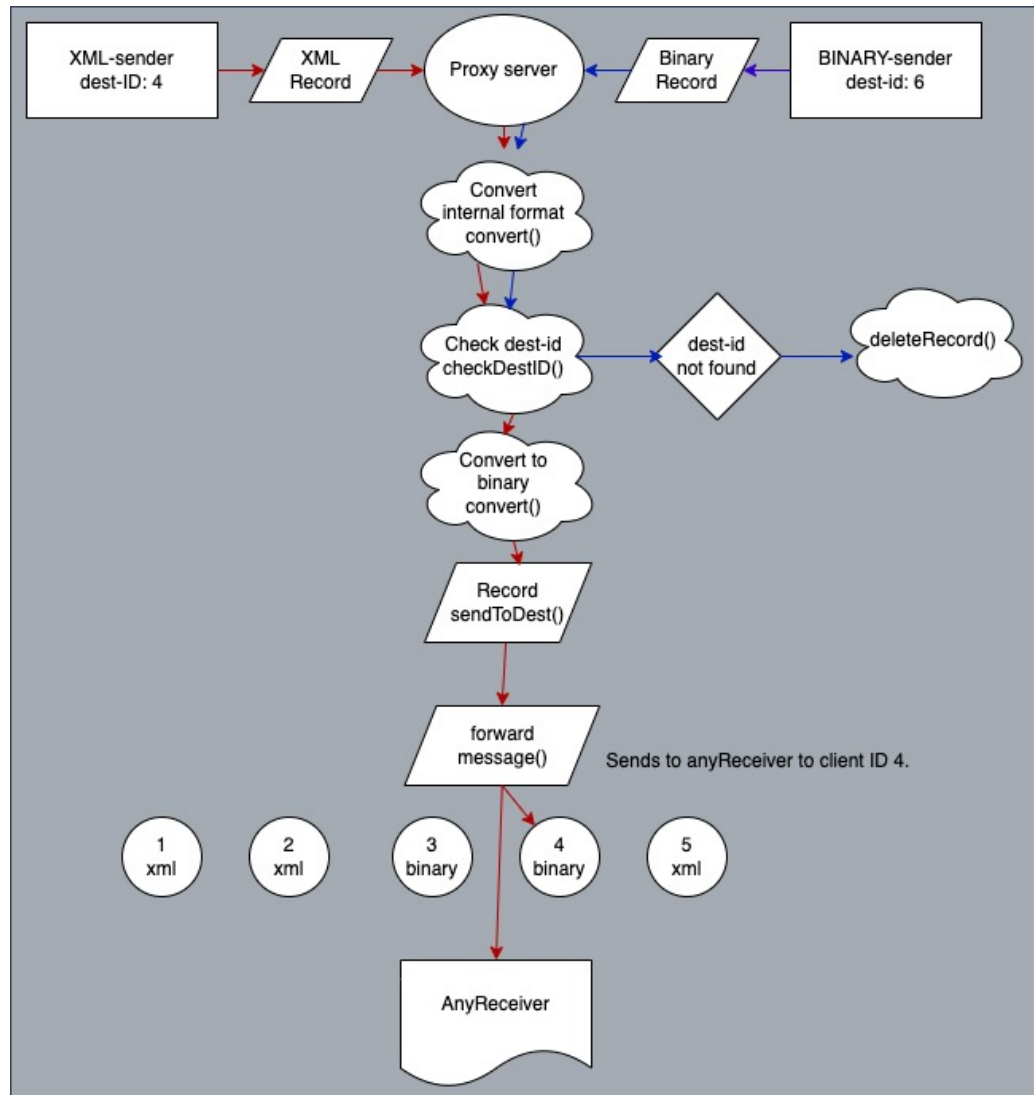 XML-sender
dest-ID: 4
XML
Record
Proxy server
Binary
Record
BINARY-sender
dest-id: 6
Convert
internal format
convert()
Check dest-id
checkDestID()
dest-id
not found
deleteRecord()
Convert to
binary
convert()
Record
sendToDest()
forward
message()
Sends to anyReceiver to client ID 4.
1
xml
2
xml
3
binary
4
binary
5
xml
AnyReceiver